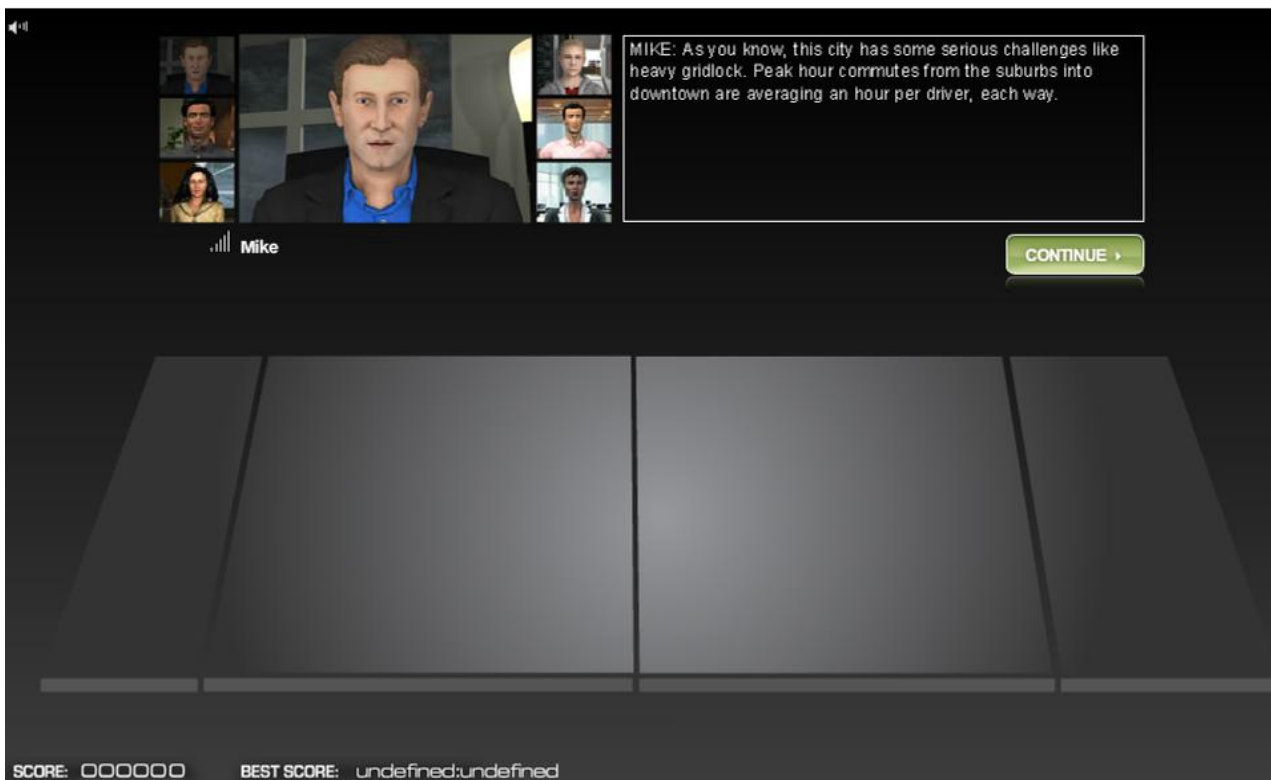 MIKE: As you know, this city has some serious challenges like
heavy gridlock. Peak hour commutes from the suburbs into
downtown are averaging an hour per driver, each way.
Mike
CONTINUE
SCORE: 000000
BEST SCORE: undefined:undefined